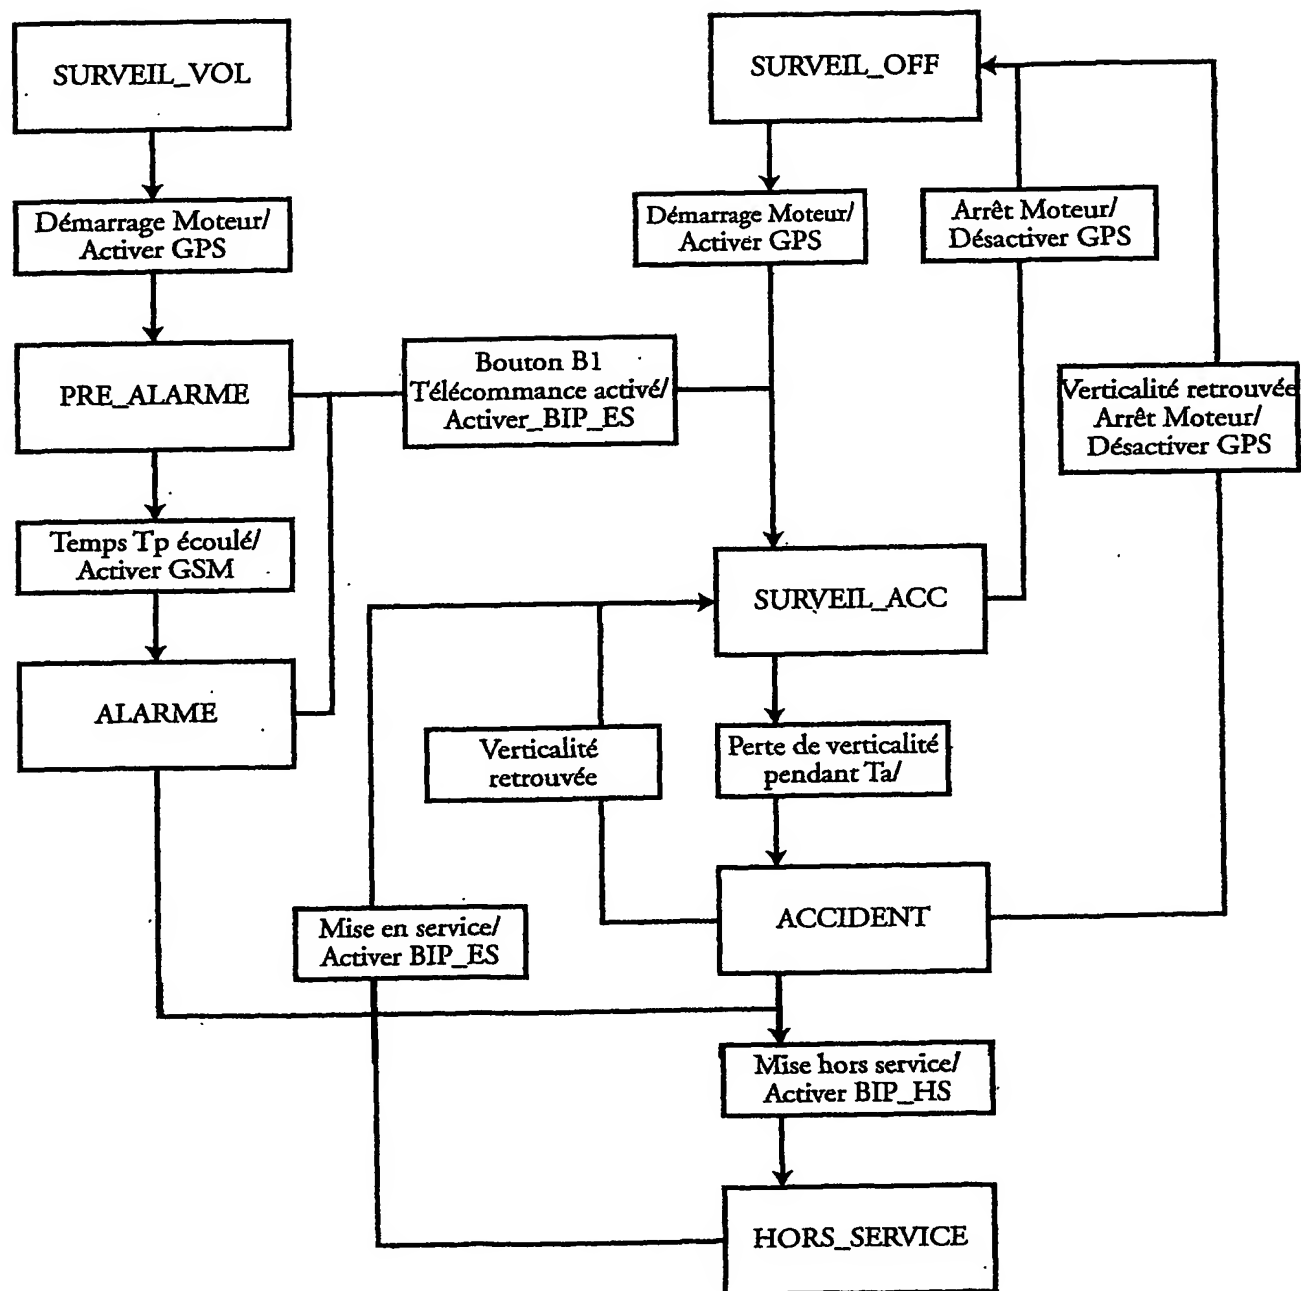 SURVEIL_VOL
SURVEIL_OFF
Démarrage Moteur/
Activer GPS
Démarrage Moteur/
Activer GPS
Arrêt Moteur/
Désactiver GPS
PRE_ALARME
Bouton B1
Télécommance activé/
Activer_BIP_ES
Verticalité retrouvée
Arrêt Moteur/
Désactiver GPS
Temps Tp écoulé/
Activer GSM
SURVEIL_ACC
ALARME
Verticalité
retrouvée
Perte de verticalité
pendant Ta/
ACCIDENT
Mise en service/
Activer BIP_ES
Mise hors service/
Activer BIP_HS
HORS_SERVICE